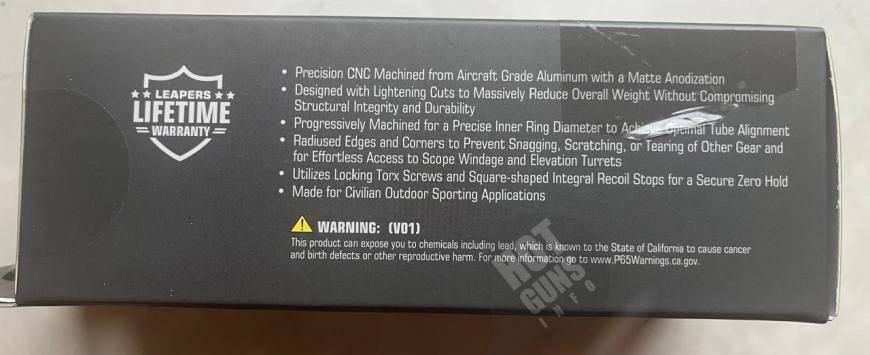 LEAPERS
LIFETIME
WARRANTY
• Precision CNC Machined from Aircraft Grade Aluminum with a Matte Anodization
• Designed with Lightening Cuts to Massively Reduce Overall Weight Without Compromising
Structural Integrity and Durability
• Progressively Machined for a Precise Inner Ring Diameter to Achieve Optimal Tube Alignment
• Radiused Edges and Corners to Prevent Snagging, Scratching, or Tearing of Other Gear and
for Effortless Access to Scope Windage and Elevation Turrets
• Utilizes Locking Torx Screws and Square-shaped Integral Recoil Stops for a Secure Zero Hold
• Made for Civilian Outdoor Sporting Applications
WARNING: (V01)
This product can expose you to chemicals including lead, which is known to the State of California to cause cancer
and birth defects or other reproductive harm. For more information go to www.P65Warnings.ca.gov.
HOT
GUNS
INFO